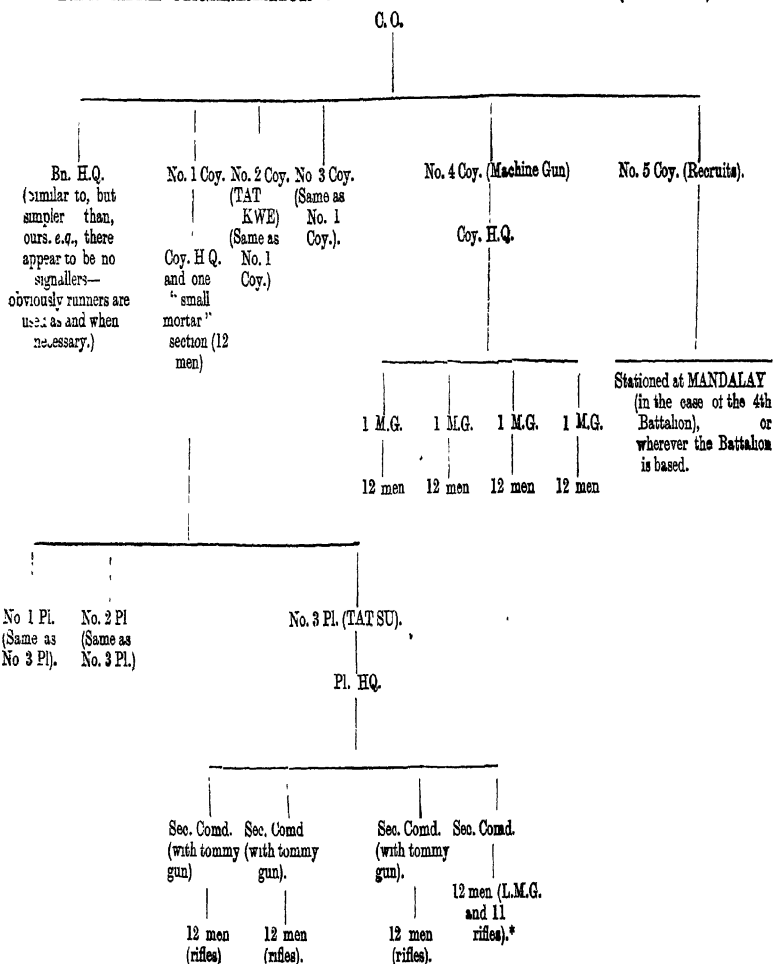 C. O.
Bn. H.Q.
(similar to, but
simpler than,
ours. e.g., there
appear to be no
signallers—
obviously runners are
used as and when
necessary.)
No. 1 Coy.
Coy. H Q.
and one
" small
mortar "
section (12
men)
No. 2 Coy.
(TAT
KWE)
(Same as
No. 1
Coy.)
No 3 Coy.
(Same as
No. 1
Coy.).
No. 4 Coy. (Machine Gun)
Coy. H.Q.
1 M.G. 1 M.G. 1 M.G. 1 M.G.
12 men 12 men 12 men 12 men
No. 5 Coy. (Recruits).
Stationed at MANDALAY
(in the case of the 4th
Battalion), or
wherever the Battalion
is based.
No 1 Pl.
(Same as
No 3 Pl).
No. 2 Pl
(Same as
No. 3 Pl.)
No. 3 Pl. (TAT SU).
Pl. HQ.
Sec. Comd.
(with tommy
gun)
12 men
(rifles)
Sec. Comd
(with tommy
gun).
12 men
(rifles).
Sec. Comd.
(with tommy
gun).
12 men
(rifles).
Sec. Comd.
12 men (L.M.G.
and 11
rifles).*